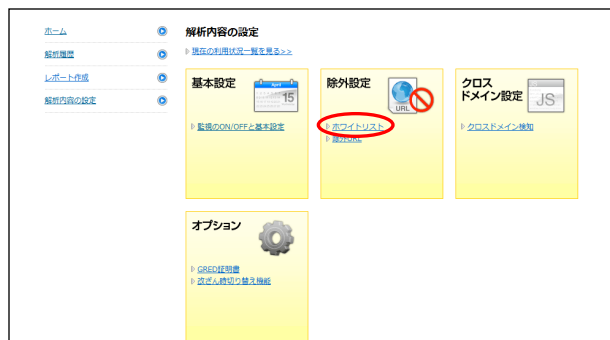 ホーム
解析履歴
レポート作成
解析内容の設定
解析内容の設定
現在の利用状況一覧を見る>>
基本設定
April
15
監視のON/OFFと基本設定
除外設定
URL
ホワイトリスト
除外URL
クロス
ドメイン設定
JS
クロスドメイン検知
オプション
GRED証明書
改ざん時切り替え機能